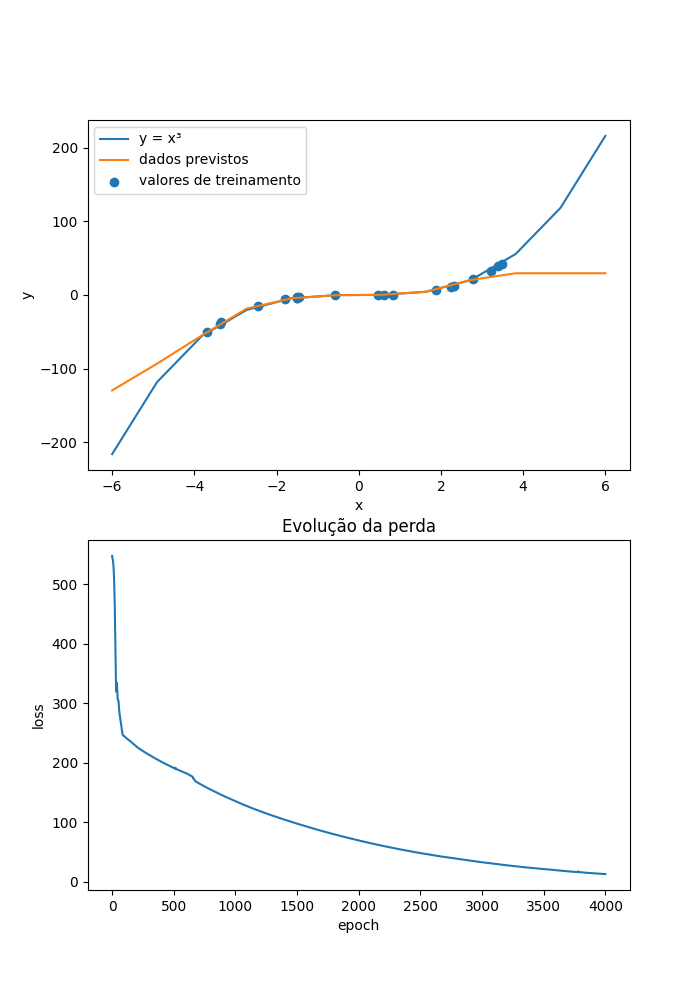 y = x³
dados previstos
valores de treinamento
200
100
0
−100
−200
y
−6 −4 −2 0 2 4 6
x
Evolução da perda
500
400
300
200
100
0
loss
0 500 1000 1500 2000 2500 3000 3500 4000
epoch